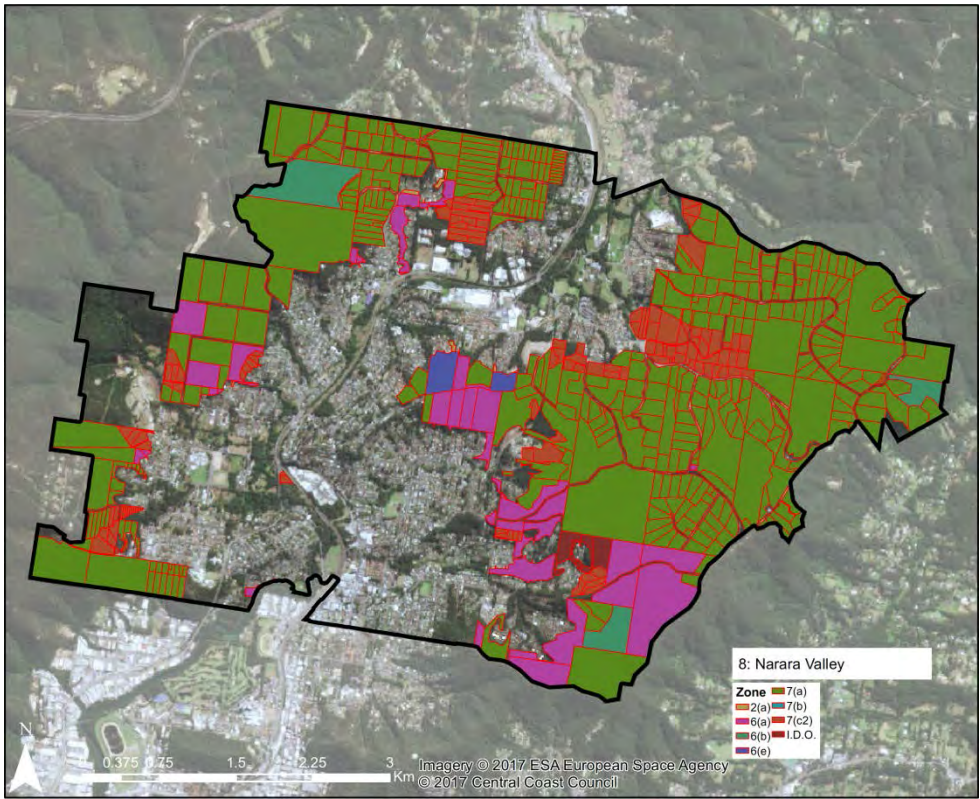 8: Narara Valley
Zone
2(a)
6(a)
6(b)
6(e)
7(a)
7(b)
7(c2)
I.D.O.
N
0.375 0.75 1.5 2.25 3
Km
Imagery © 2017 ESA European Space Agency
© 2017 Central Coast Council